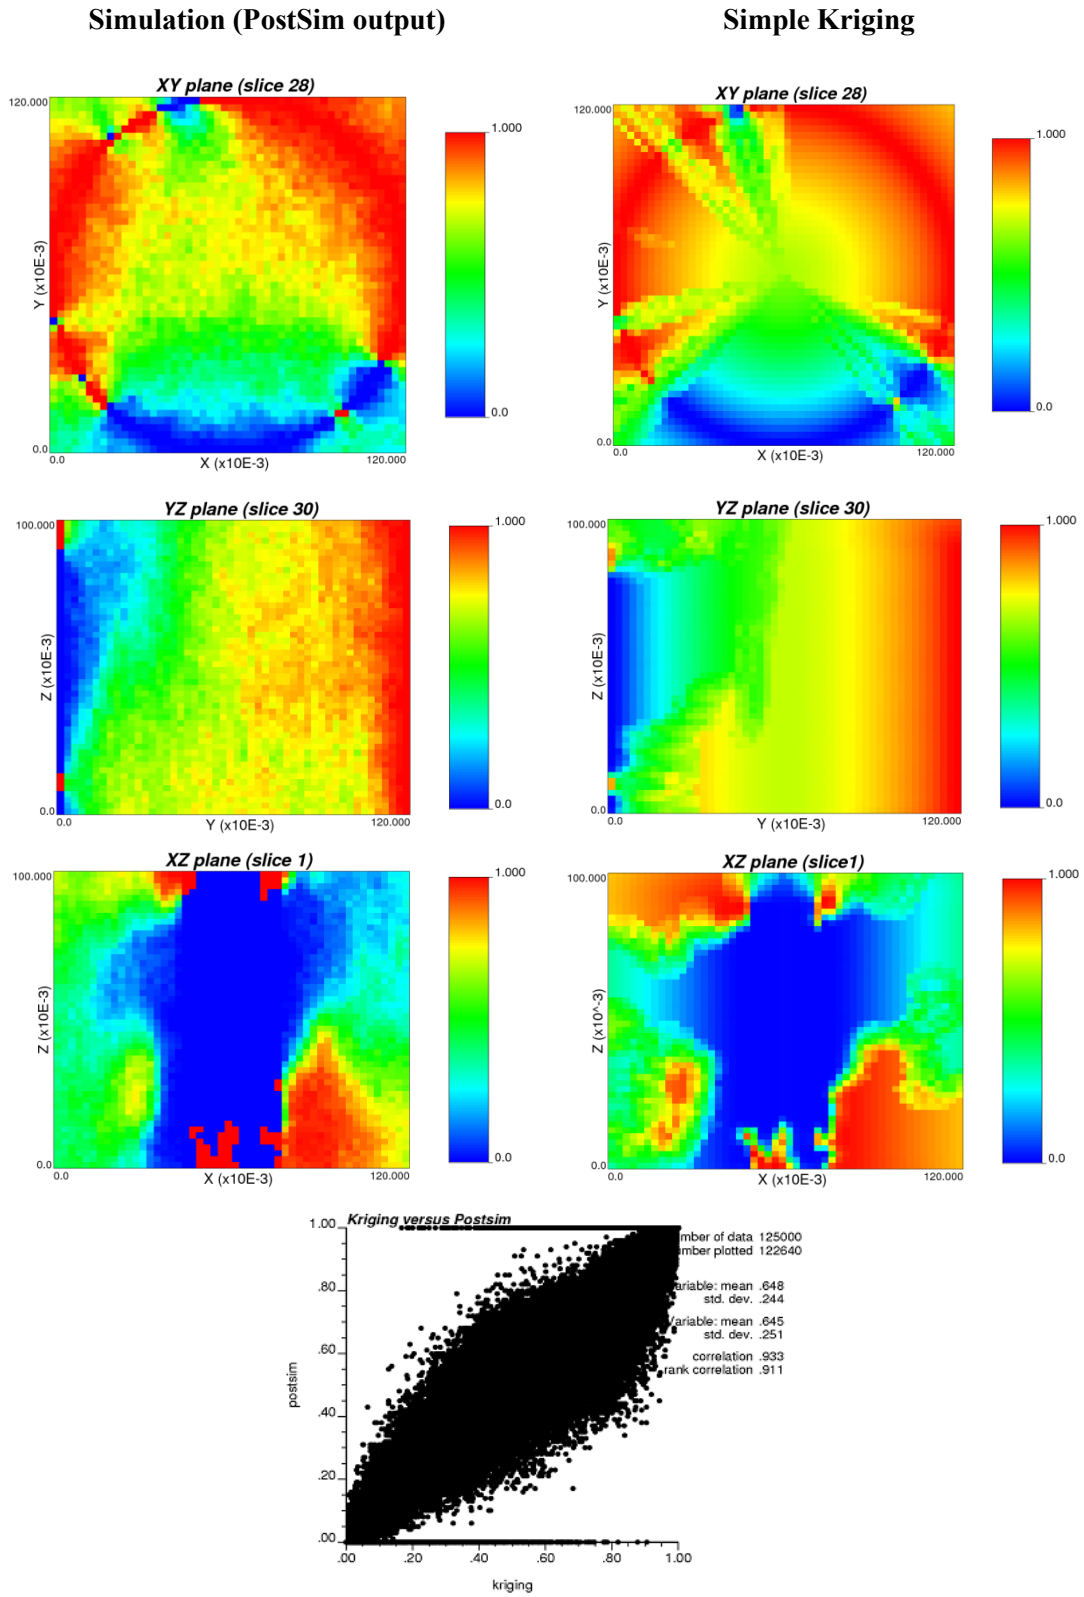 Simulation (PostSim output)
Simple Kriging
XY plane (slice 28)
120.000
Y (x10E-3)
0.0
0.0
X (x10E-3)
120.000
1.000
0.0
XY plane (slice 28)
120.000
Y (x10E-3)
0.0
0.0
X (x10E-3)
120.000
1.000
0.0
YZ plane (slice 30)
100.000
Z (x10E-3)
0.0
0.0
Y (x10E-3)
120.000
1.000
0.0
YZ plane (slice 30)
100.000
Z (x10E-3)
0.0
0.0
Y (x10E-3)
120.000
1.000
0.0
XZ plane (slice 1)
100.000
Z (x10E-3)
0.0
0.0
X (x10E-3)
120.000
1.000
0.0
XZ plane (slice1)
100.000
Z (x10^-3)
0.0
0.0
X (x10E-3)
120.000
1.000
0.0
Kriging versus Postsim
mber of data 125000
umber plotted 122640
ariable: mean .648
std. dev. .244
Variable: mean .645
std. dev. .251
correlation .933
rank correlation .911
1.00
.80
.60
.40
.20
.00
postsim
.00
.20
.40
.60
.80
1.00
kriging